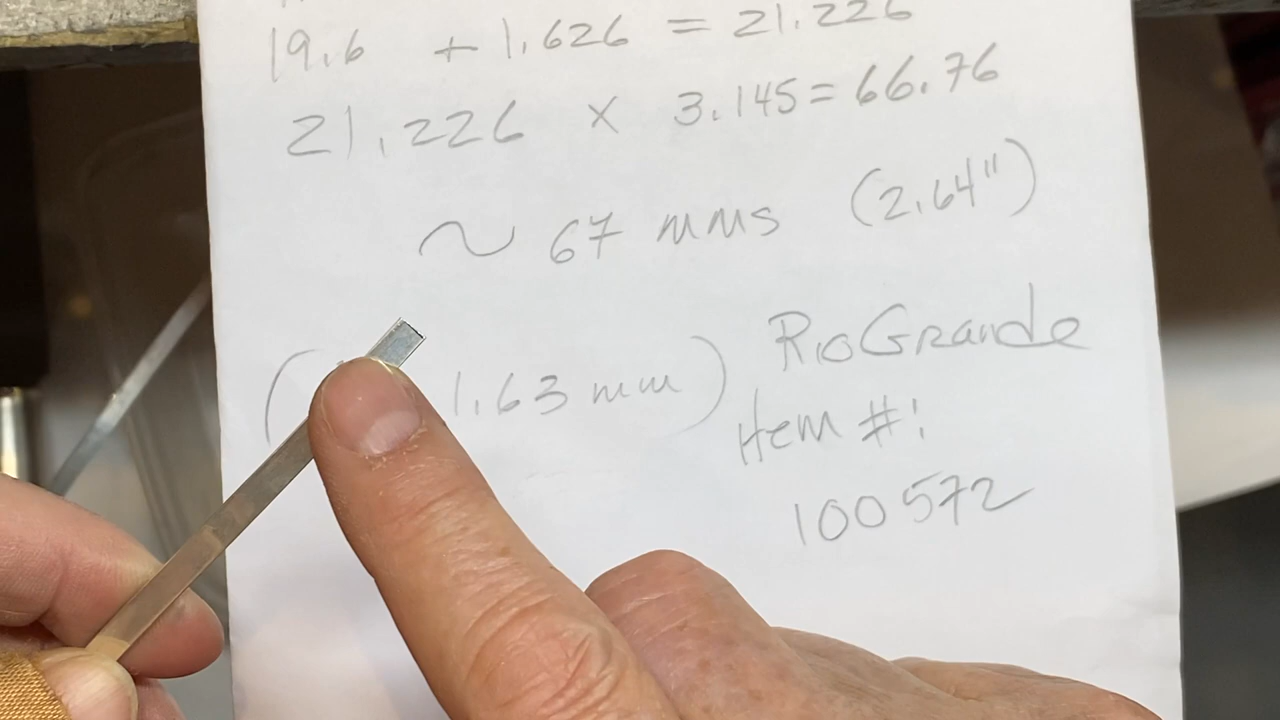 19.6 + 1.626 = 21.226
21.226 x 3.145 = 66.76
~ 67 mms (2.64")
( 1.63 mm)
RioGrande
Item #:
100572